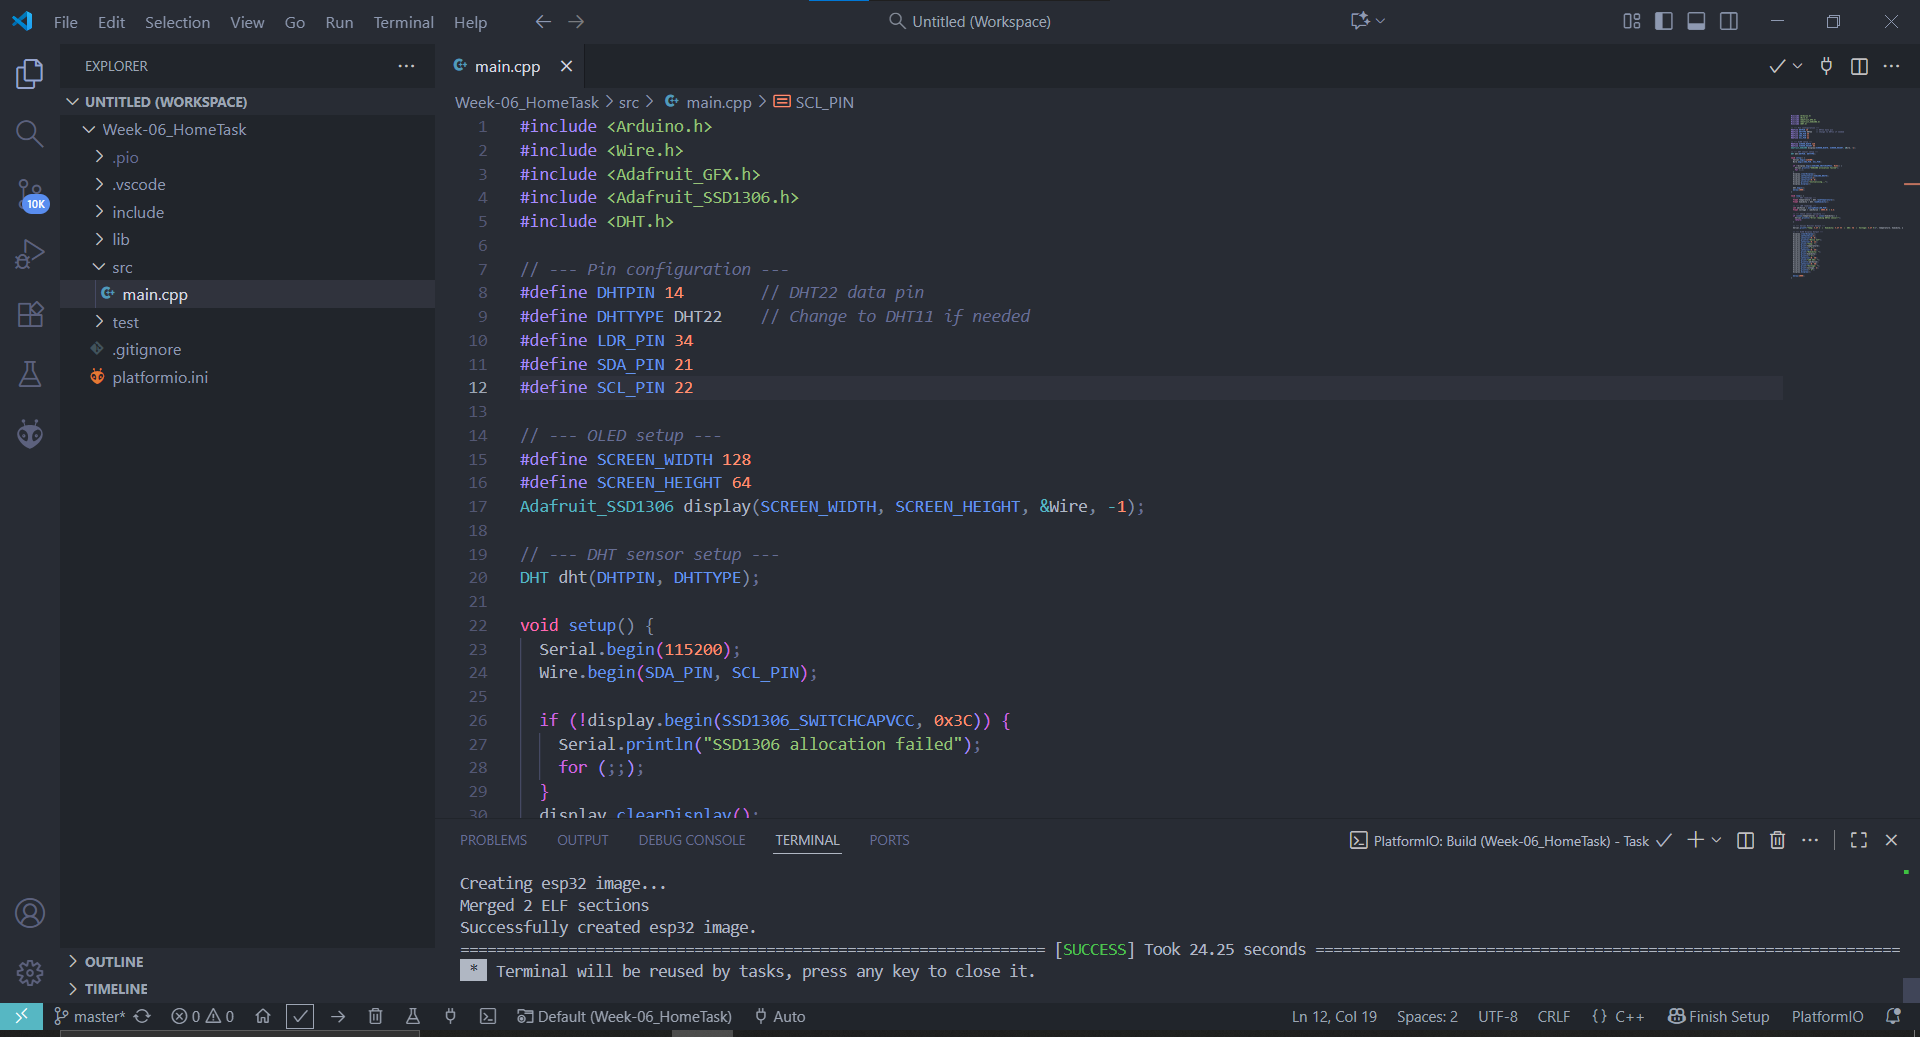 File Edit Selection View Go Run Terminal Help
Untitled (Workspace)
EXPLORER
main.cpp
UNTITLED (WORKSPACE)
Week-06_HomeTask
.pio
.vscode
include
lib
src
main.cpp
test
.gitignore
platformio.ini
10K
OUTLINE
TIMELINE
Week-06_HomeTask > src > main.cpp > SCL_PIN
1 #include <Arduino.h>
2 #include <Wire.h>
3 #include <Adafruit_GFX.h>
4 #include <Adafruit_SSD1306.h>
5 #include <DHT.h>
6
7 // --- Pin configuration ---
8 #define DHTPIN 14 // DHT22 data pin
9 #define DHTTYPE DHT22 // Change to DHT11 if needed
10 #define LDR_PIN 34
11 #define SDA_PIN 21
12 #define SCL_PIN 22
13
14 // --- OLED setup ---
15 #define SCREEN_WIDTH 128
16 #define SCREEN_HEIGHT 64
17 Adafruit_SSD1306 display(SCREEN_WIDTH, SCREEN_HEIGHT, &Wire, -1);
18
19 // --- DHT sensor setup ---
20 DHT dht(DHTPIN, DHTTYPE);
21
22 void setup() {
23 Serial.begin(115200);
24 Wire.begin(SDA_PIN, SCL_PIN);
25
26 if (!display.begin(SSD1306_SWITCHCAPVCC, 0x3C)) {
27 Serial.println("SSD1306 allocation failed");
28 for (;;);
29 }
30 display.clearDisplay();
PROBLEMS OUTPUT DEBUG CONSOLE TERMINAL PORTS
PlatformIO: Build (Week-06_HomeTask) - Task
Creating esp32 image...
Merged 2 ELF sections
Successfully created esp32 image.
================================================================= [SUCCESS] Took 24.25 seconds =================================================================
* Terminal will be reused by tasks, press any key to close it.
master* 0 0 Default (Week-06_HomeTask) Auto
Ln 12, Col 19 Spaces: 2 UTF-8 CRLF {} C++ Finish Setup PlatformIO